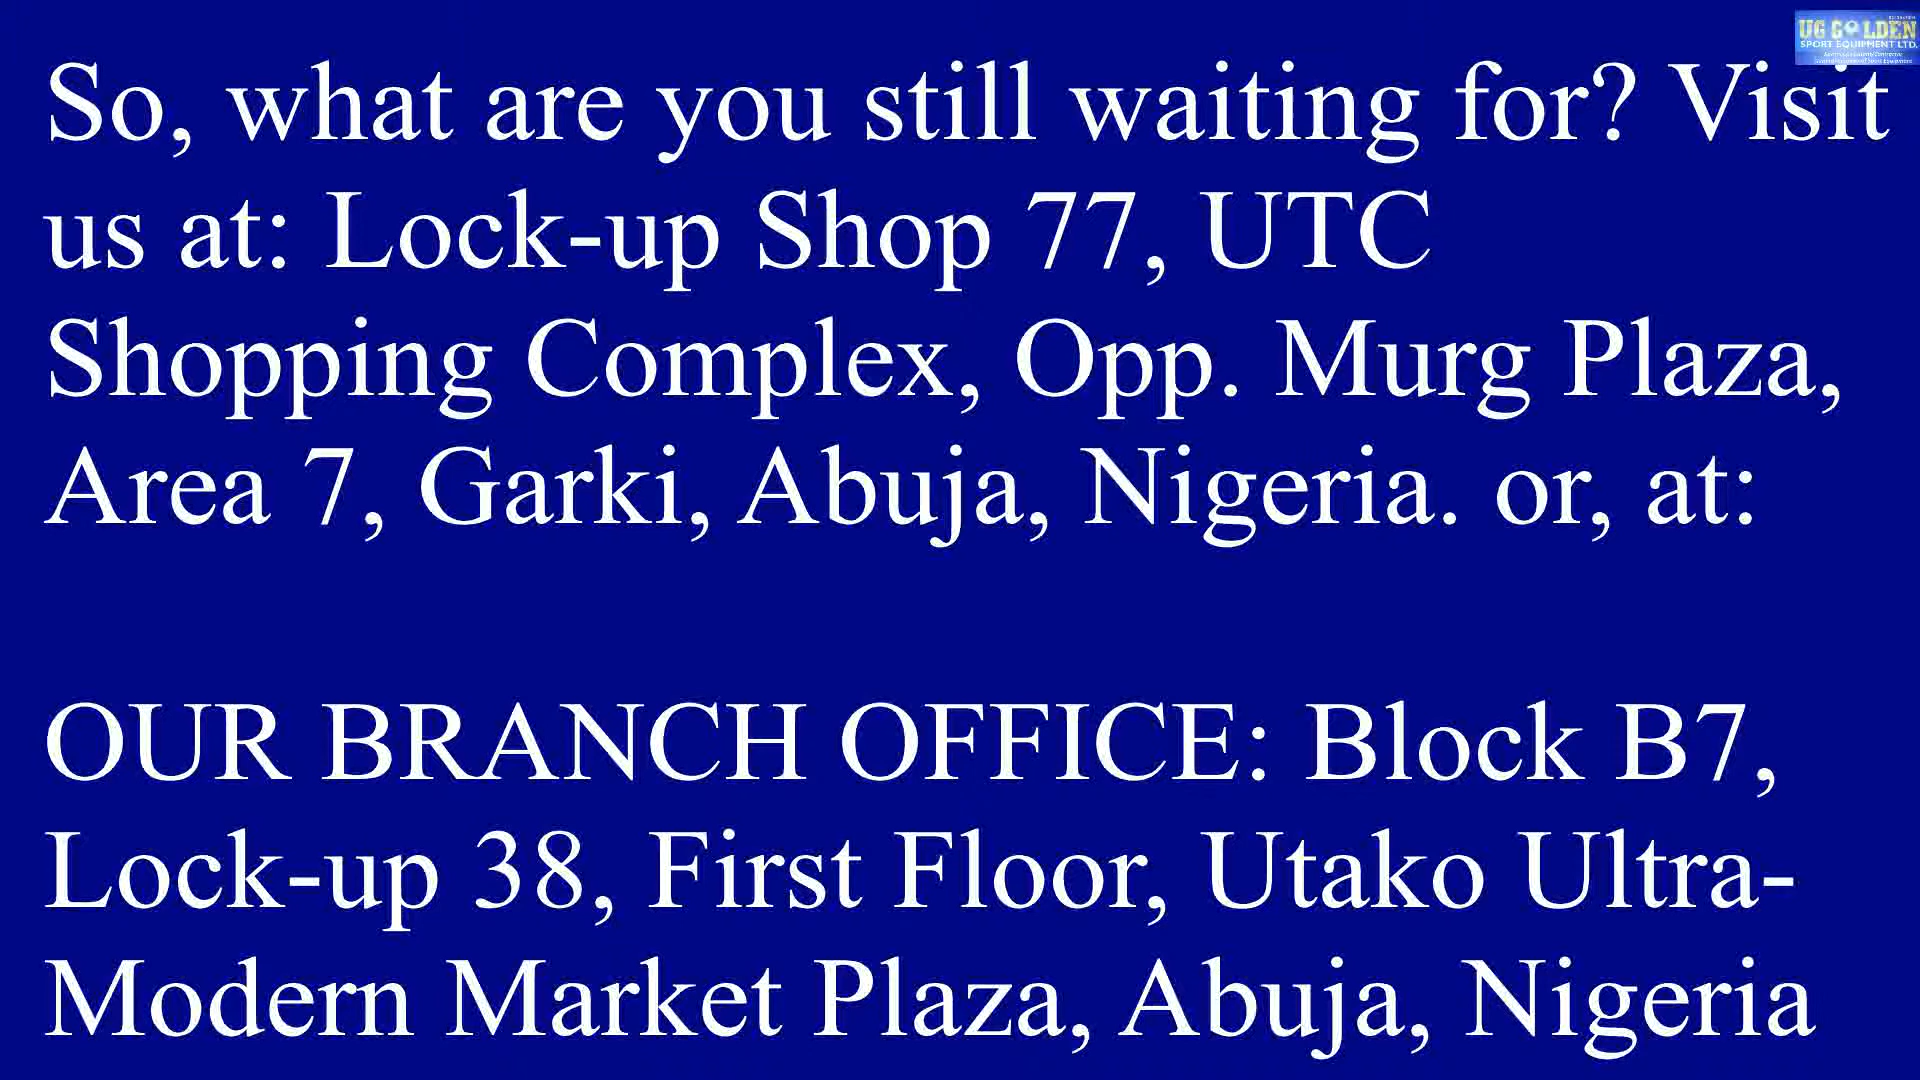 UG GOLDEN
SPORT EQUIPMENT LTD.
So, what are you still waiting for? Visit
us at: Lock-up Shop 77, UTC
Shopping Complex, Opp. Murg Plaza,
Area 7, Garki, Abuja, Nigeria. or, at:
OUR BRANCH OFFICE: Block B7,
Lock-up 38, First Floor, Utako Ultra-
Modern Market Plaza, Abuja, Nigeria